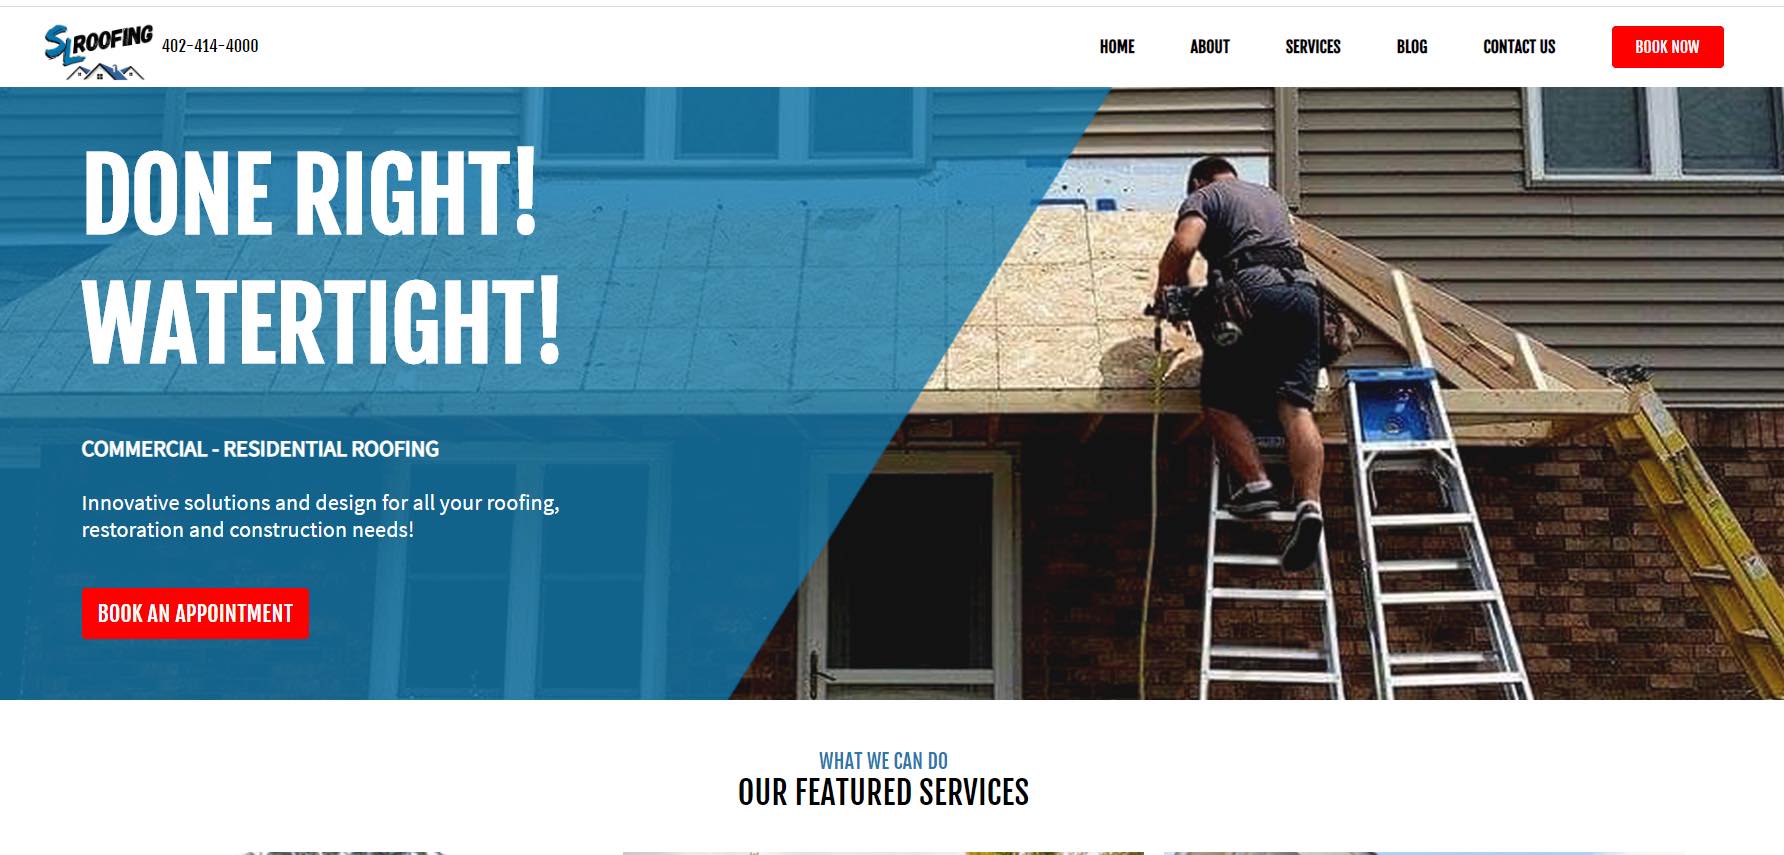 SL ROOFING
402-414-4000
HOME
ABOUT
SERVICES
BLOG
CONTACT US
BOOK NOW
DONE RIGHT!
WATERTIGHT!
COMMERCIAL - RESIDENTIAL ROOFING
Innovative solutions and design for all your roofing,
restoration and construction needs!
BOOK AN APPOINTMENT
WHAT WE CAN DO
OUR FEATURED SERVICES